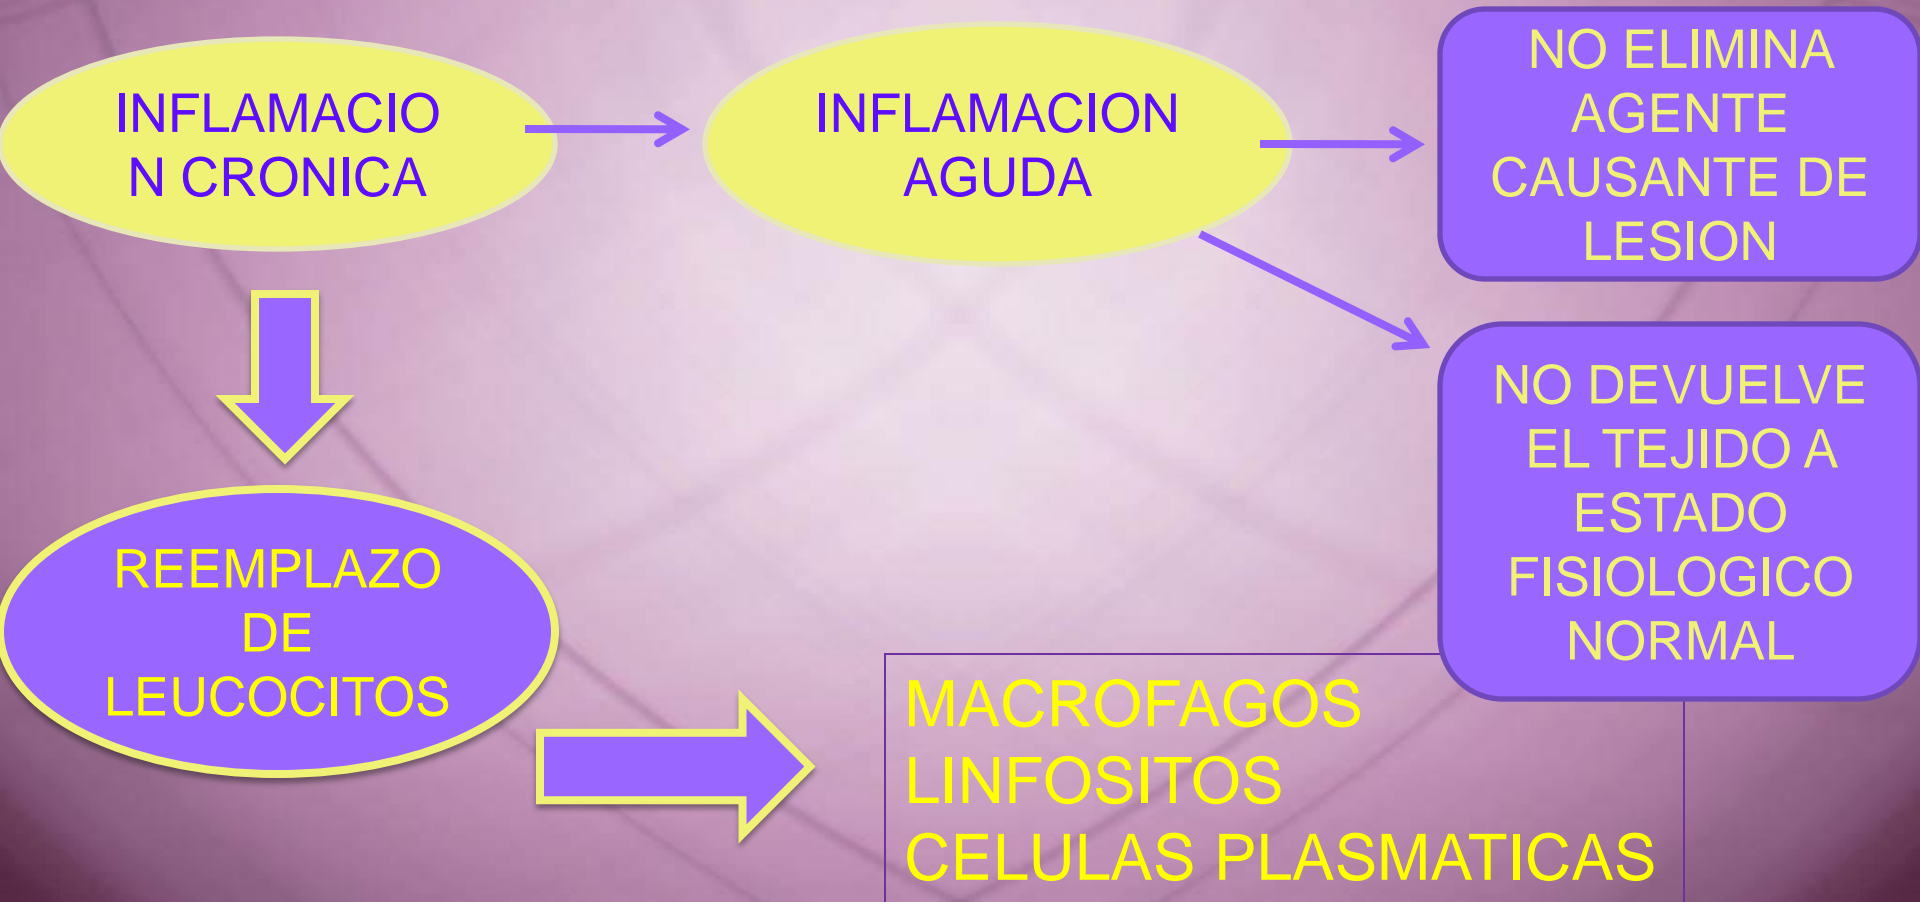 INFLAMACIO
N CRONICA
INFLAMACION
AGUDA
NO ELIMINA
AGENTE
CAUSANTE DE
LESION
NO DEVUELVE
EL TEJIDO A
ESTADO
FISIOLOGICO
NORMAL
REEMPLAZO
DE
LEUCOCITOS
MACROFAGOS
LINFOSITOS
CELULAS PLASMATICAS